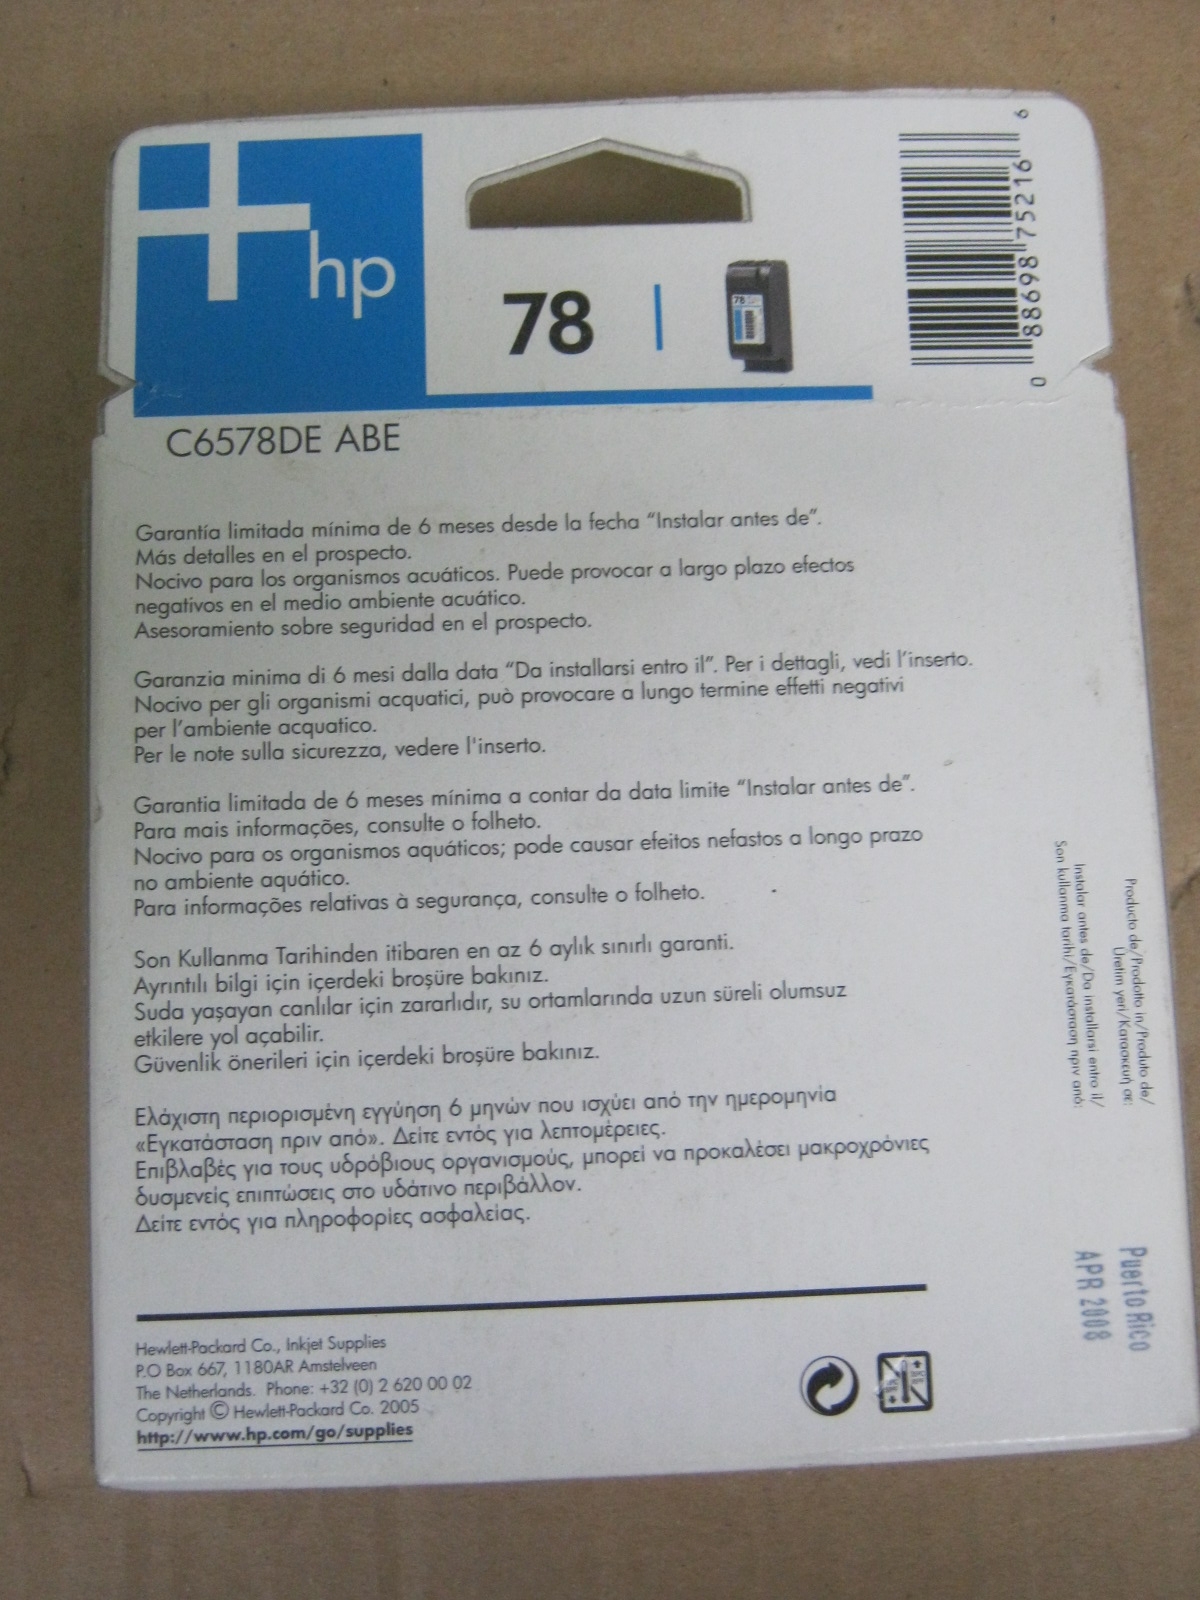 hp
78
78
0 88698 75216 6
C6578DE ABE
Garantía limitada mínima de 6 meses desde la fecha “Instalar antes de”.
Más detalles en el prospecto.
Nocivo para los organismos acuáticos. Puede provocar a largo plazo efectos
negativos en el medio ambiente acuático.
Asesoramiento sobre seguridad en el prospecto.
Garanzia minima di 6 mesi dalla data “Da installarsi entro il”. Per i dettagli, vedi l’inserto.
Nocivo per gli organismi acquatici, può provocare a lungo termine effetti negativi
per l’ambiente acquatico.
Per le note sulla sicurezza, vedere l'inserto.
Garantia limitada de 6 meses mínima a contar da data limite “Instalar antes de”.
Para mais informações, consulte o folheto.
Nocivo para os organismos aquáticos; pode causar efeitos nefastos a longo prazo
no ambiente aquático.
Para informações relativas à segurança, consulte o folheto.
Son Kullanma Tarihinden itibaren en az 6 aylık sınırlı garanti.
Ayrıntılı bilgi için içerdeki broşüre bakınız.
Suda yaşayan canlılar için zararlıdır, su ortamlarında uzun süreli olumsuz
etkilere yol açabilir.
Güvenlik önerileri için içerdeki broşüre bakınız.
Ελάχιστη περιορισμένη εγγύηση 6 μηνών που ισχύει από την ημερομηνία
«Εγκατάσταση πριν από». Δείτε εντός για λεπτομέρειες.
Επιβλαβές για τους υδρόβιους οργανισμούς, μπορεί να προκαλέσει μακροχρόνιες
δυσμενείς επιπτώσεις στο υδάτινο περιβάλλον.
Δείτε εντός για πληροφορίες ασφαλείας.
Producto de/Prodotto in/Produto de/
Üretim yeri/Κατασκευή σε:
Instalar antes de/Da installarsi entro il/
Son kullanma tarihi/Εγκατάσταση πριν από:
Puerto Rico
APR 2008
Hewlett-Packard Co., Inkjet Supplies
P.O Box 667, 1180AR Amstelveen
The Netherlands. Phone: +32 (0) 2 620 00 02
Copyright © Hewlett-Packard Co. 2005
http://www.hp.com/go/supplies